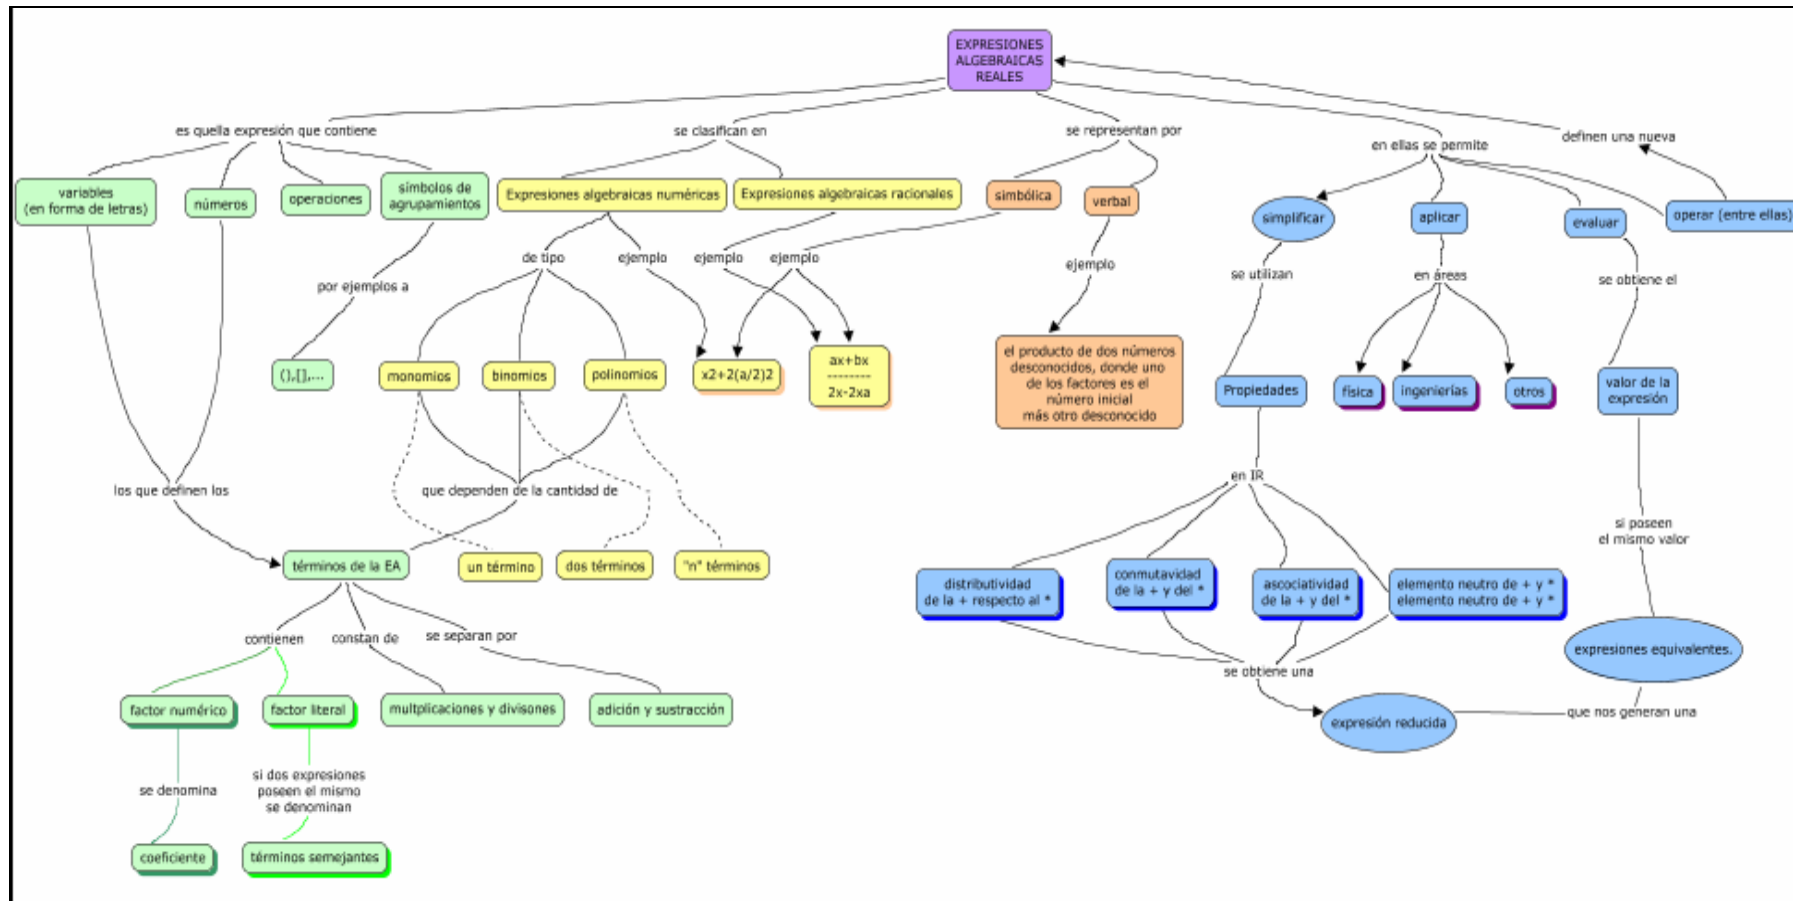 EXPRESIONES
ALGEBRAICAS
REALES
es quella expresión que contiene
se clasifican en
se representan por
en ellas se permite
definen una nueva
variables
(en forma de letras)
números
operaciones
símbolos de
agrupamientos
Expresiones algebraicas numéricas
Expresiones algebraicas racionales
simbólica
verbal
simplificar
aplicar
evaluar
operar (entre ellas)
por ejemplos a
de tipo
ejemplo
ejemplo
ejemplo
ejemplo
se utilizan
en áreas
se obtiene el
(),[],...
monomios
binomios
polinomios
x2+2(a/2)2
ax+bx
--------
2x-2xa
el producto de dos números
desconocidos, donde uno
de los factores es el
número inicial
más otro desconocido
Propiedades
física
ingenierías
otros
valor de la
expresión
los que definen los
que dependen de la cantidad de
en IR
si poseen
el mismo valor
términos de la EA
un término
dos términos
"n" términos
distributividad
de la + respecto al *
conmutavidad
de la + y del *
ascociatividad
de la + y del *
elemento neutro de + y *
elemento neutro de + y *
contienen
constan de
se separan por
se obtiene una
expresiones equivalentes.
factor numérico
factor literal
multplicaciones y divisones
adición y sustracción
expresión reducida
que nos generan una
se denomina
si dos expresiones
poseen el mismo
se denominan
coeficiente
términos semejantes